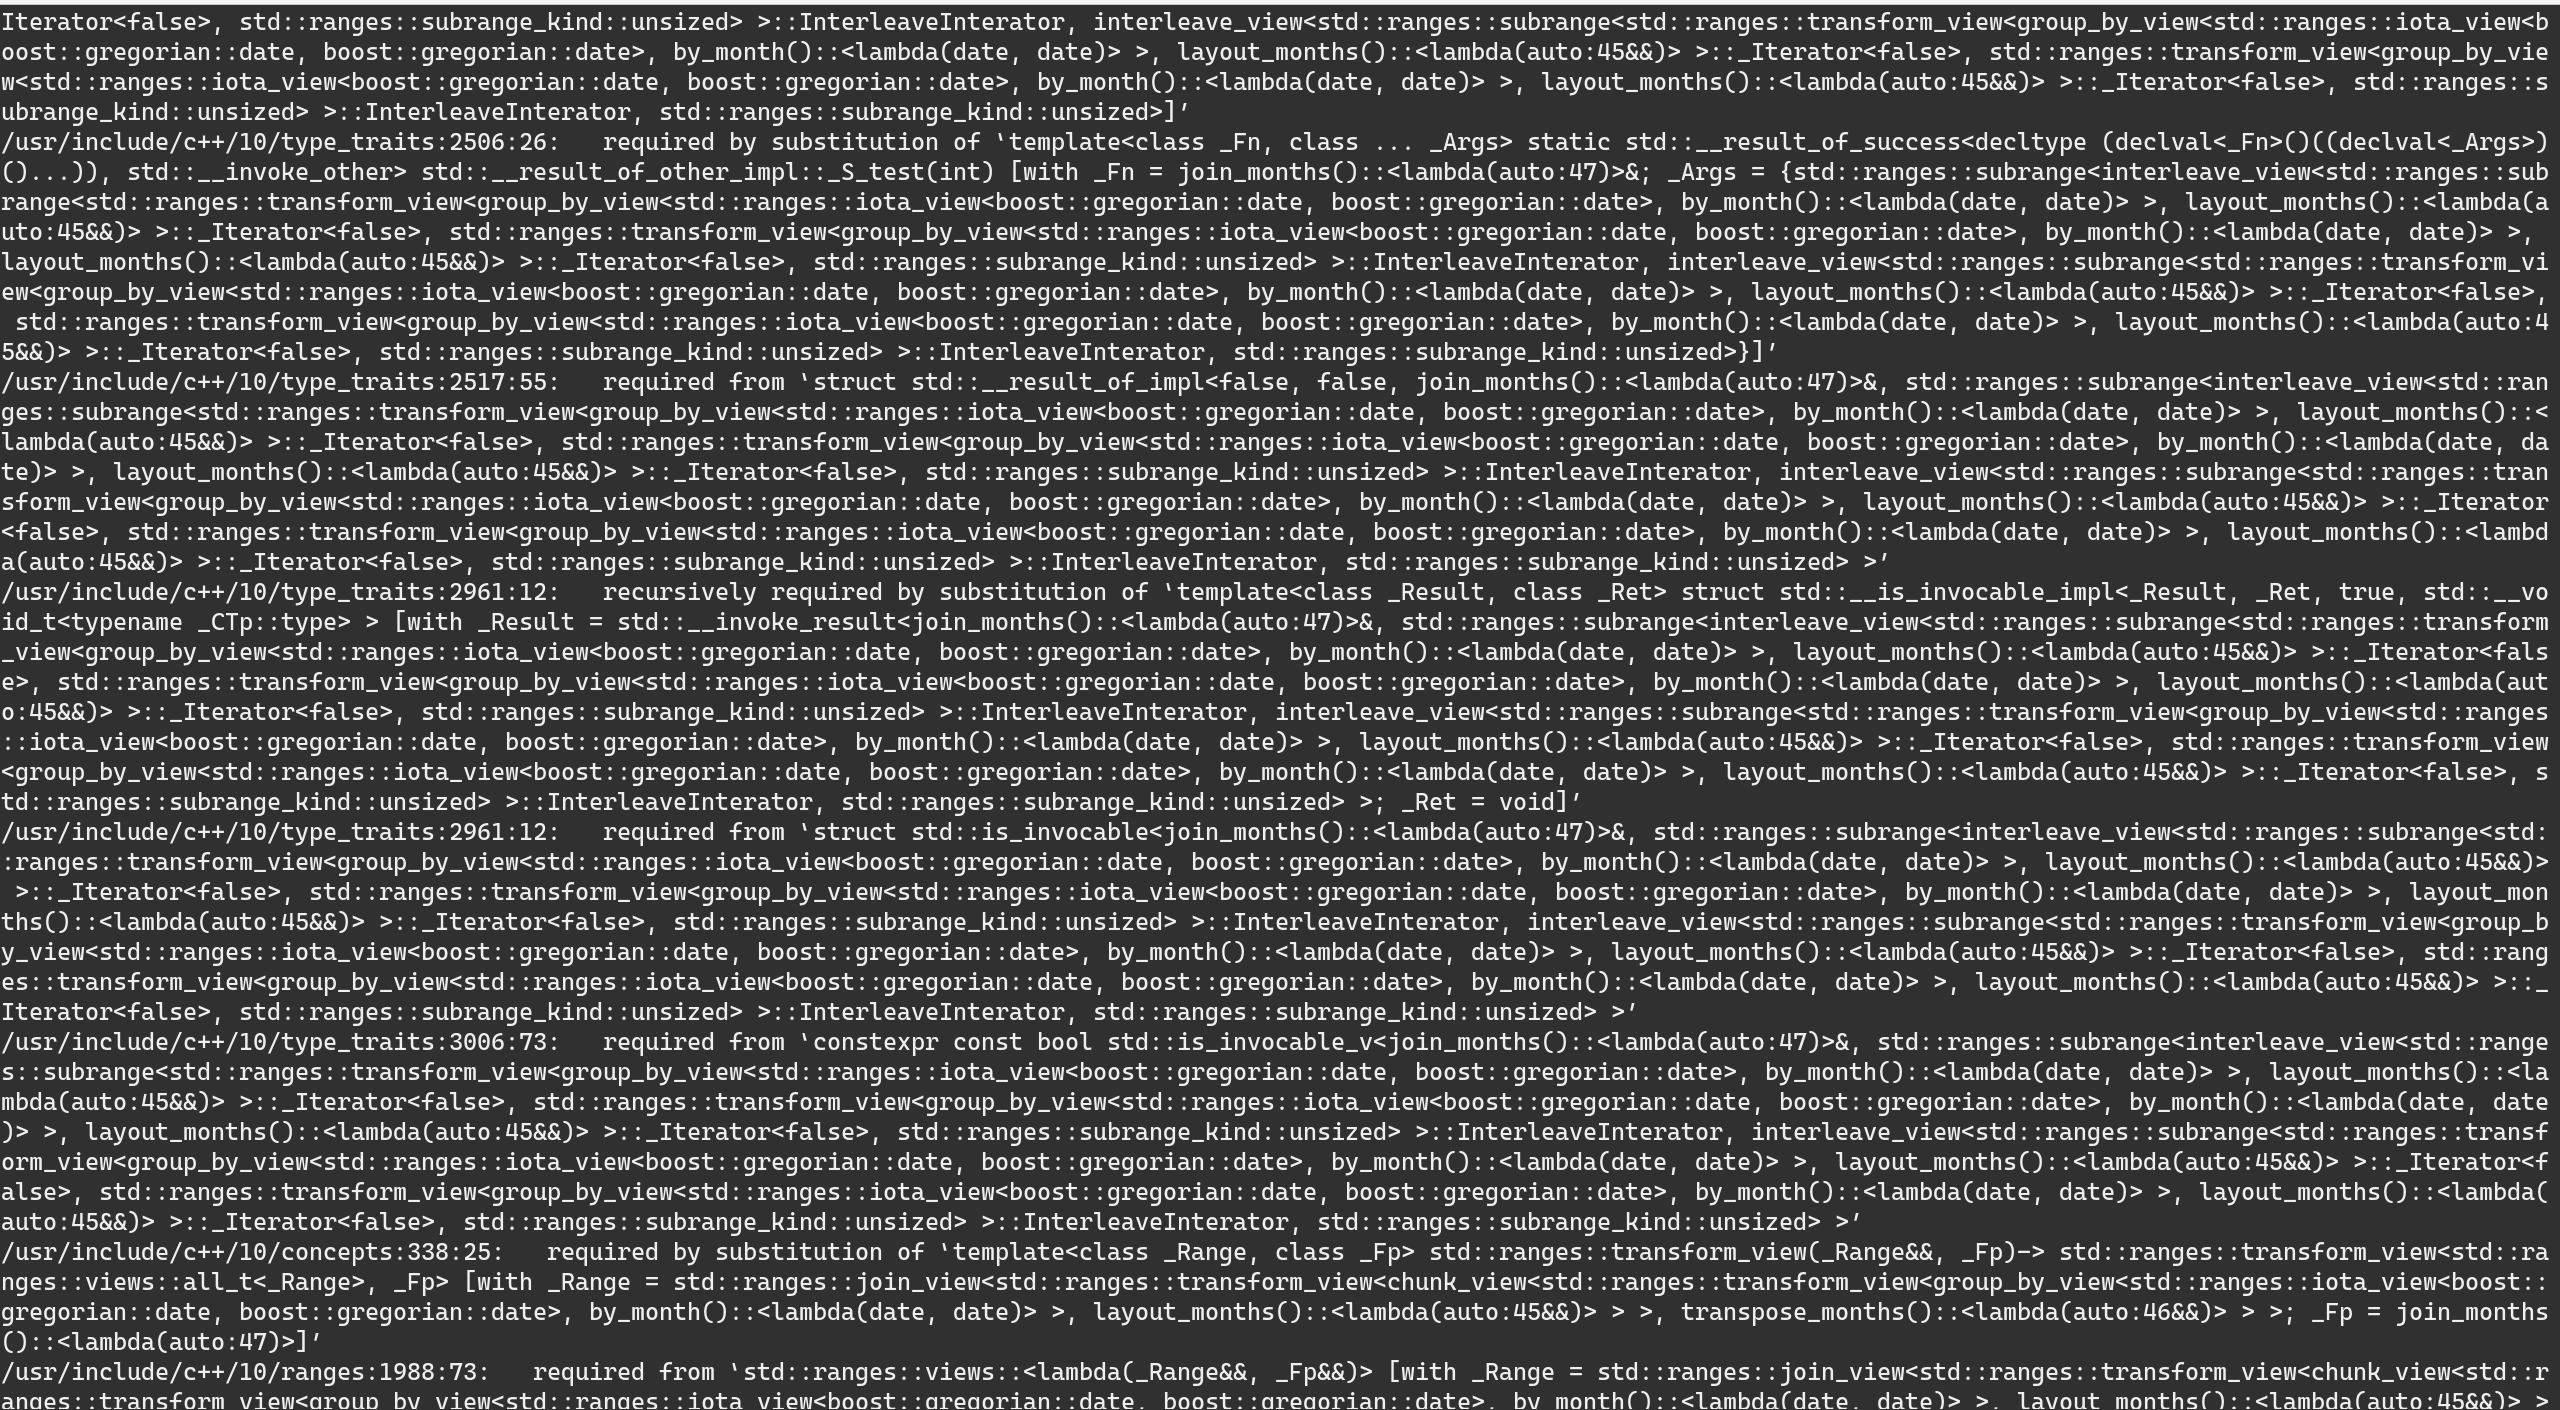 Iterator<false>, std::ranges::subrange_kind::unsized> >::InterleaveInterator, interleave_view<std::ranges::subrange<std::ranges::transform_view<group_by_view<std::ranges::iota_view<b
oost::gregorian::date, boost::gregorian::date>, by_month()::<lambda(date, date)> >, layout_months()::<lambda(auto:45&&)> >::_Iterator<false>, std::ranges::transform_view<group_by_vie
w<std::ranges::iota_view<boost::gregorian::date, boost::gregorian::date>, by_month()::<lambda(date, date)> >, layout_months()::<lambda(auto:45&&)> >::_Iterator<false>, std::ranges::s
ubrange_kind::unsized> >::InterleaveInterator, std::ranges::subrange_kind::unsized>]’
/usr/include/c++/10/type_traits:2506:26:   required by substitution of ‘template<class _Fn, class ... _Args> static std::__result_of_success<decltype (declval<_Fn>()((declval<_Args>)
()...)), std::__invoke_other> std::__result_of_other_impl::_S_test(int) [with _Fn = join_months()::<lambda(auto:47)>&; _Args = {std::ranges::subrange<interleave_view<std::ranges::sub
range<std::ranges::transform_view<group_by_view<std::ranges::iota_view<boost::gregorian::date, boost::gregorian::date>, by_month()::<lambda(date, date)> >, layout_months()::<lambda(a
uto:45&&)> >::_Iterator<false>, std::ranges::transform_view<group_by_view<std::ranges::iota_view<boost::gregorian::date, boost::gregorian::date>, by_month()::<lambda(date, date)> >,
layout_months()::<lambda(auto:45&&)> >::_Iterator<false>, std::ranges::subrange_kind::unsized> >::InterleaveInterator, interleave_view<std::ranges::subrange<std::ranges::transform_vi
ew<group_by_view<std::ranges::iota_view<boost::gregorian::date, boost::gregorian::date>, by_month()::<lambda(date, date)> >, layout_months()::<lambda(auto:45&&)> >::_Iterator<false>,
 std::ranges::transform_view<group_by_view<std::ranges::iota_view<boost::gregorian::date, boost::gregorian::date>, by_month()::<lambda(date, date)> >, layout_months()::<lambda(auto:4
5&&)> >::_Iterator<false>, std::ranges::subrange_kind::unsized> >::InterleaveInterator, std::ranges::subrange_kind::unsized>}]’
/usr/include/c++/10/type_traits:2517:55:   required from ‘struct std::__result_of_impl<false, false, join_months()::<lambda(auto:47)>&, std::ranges::subrange<interleave_view<std::ran
ges::subrange<std::ranges::transform_view<group_by_view<std::ranges::iota_view<boost::gregorian::date, boost::gregorian::date>, by_month()::<lambda(date, date)> >, layout_months()::<
lambda(auto:45&&)> >::_Iterator<false>, std::ranges::transform_view<group_by_view<std::ranges::iota_view<boost::gregorian::date, boost::gregorian::date>, by_month()::<lambda(date, da
te)> >, layout_months()::<lambda(auto:45&&)> >::_Iterator<false>, std::ranges::subrange_kind::unsized> >::InterleaveInterator, interleave_view<std::ranges::subrange<std::ranges::tran
sform_view<group_by_view<std::ranges::iota_view<boost::gregorian::date, boost::gregorian::date>, by_month()::<lambda(date, date)> >, layout_months()::<lambda(auto:45&&)> >::_Iterator
<false>, std::ranges::transform_view<group_by_view<std::ranges::iota_view<boost::gregorian::date, boost::gregorian::date>, by_month()::<lambda(date, date)> >, layout_months()::<lambd
a(auto:45&&)> >::_Iterator<false>, std::ranges::subrange_kind::unsized> >::InterleaveInterator, std::ranges::subrange_kind::unsized> >’
/usr/include/c++/10/type_traits:2961:12:   recursively required by substitution of ‘template<class _Result, class _Ret> struct std::__is_invocable_impl<_Result, _Ret, true, std::__vo
id_t<typename _CTp::type> > [with _Result = std::__invoke_result<join_months()::<lambda(auto:47)>&, std::ranges::subrange<interleave_view<std::ranges::subrange<std::ranges::transform
_view<group_by_view<std::ranges::iota_view<boost::gregorian::date, boost::gregorian::date>, by_month()::<lambda(date, date)> >, layout_months()::<lambda(auto:45&&)> >::_Iterator<fals
e>, std::ranges::transform_view<group_by_view<std::ranges::iota_view<boost::gregorian::date, boost::gregorian::date>, by_month()::<lambda(date, date)> >, layout_months()::<lambda(aut
o:45&&)> >::_Iterator<false>, std::ranges::subrange_kind::unsized> >::InterleaveInterator, interleave_view<std::ranges::subrange<std::ranges::transform_view<group_by_view<std::ranges
::iota_view<boost::gregorian::date, boost::gregorian::date>, by_month()::<lambda(date, date)> >, layout_months()::<lambda(auto:45&&)> >::_Iterator<false>, std::ranges::transform_view
<group_by_view<std::ranges::iota_view<boost::gregorian::date, boost::gregorian::date>, by_month()::<lambda(date, date)> >, layout_months()::<lambda(auto:45&&)> >::_Iterator<false>, s
td::ranges::subrange_kind::unsized> >::InterleaveInterator, std::ranges::subrange_kind::unsized> >; _Ret = void]’
/usr/include/c++/10/type_traits:2961:12:   required from ‘struct std::is_invocable<join_months()::<lambda(auto:47)>&, std::ranges::subrange<interleave_view<std::ranges::subrange<std:
:ranges::transform_view<group_by_view<std::ranges::iota_view<boost::gregorian::date, boost::gregorian::date>, by_month()::<lambda(date, date)> >, layout_months()::<lambda(auto:45&&)>
 >::_Iterator<false>, std::ranges::transform_view<group_by_view<std::ranges::iota_view<boost::gregorian::date, boost::gregorian::date>, by_month()::<lambda(date, date)> >, layout_mon
ths()::<lambda(auto:45&&)> >::_Iterator<false>, std::ranges::subrange_kind::unsized> >::InterleaveInterator, interleave_view<std::ranges::subrange<std::ranges::transform_view<group_b
y_view<std::ranges::iota_view<boost::gregorian::date, boost::gregorian::date>, by_month()::<lambda(date, date)> >, layout_months()::<lambda(auto:45&&)> >::_Iterator<false>, std::rang
es::transform_view<group_by_view<std::ranges::iota_view<boost::gregorian::date, boost::gregorian::date>, by_month()::<lambda(date, date)> >, layout_months()::<lambda(auto:45&&)> >::_
Iterator<false>, std::ranges::subrange_kind::unsized> >::InterleaveInterator, std::ranges::subrange_kind::unsized> >’
/usr/include/c++/10/type_traits:3006:73:   required from ‘constexpr const bool std::is_invocable_v<join_months()::<lambda(auto:47)>&, std::ranges::subrange<interleave_view<std::range
s::subrange<std::ranges::transform_view<group_by_view<std::ranges::iota_view<boost::gregorian::date, boost::gregorian::date>, by_month()::<lambda(date, date)> >, layout_months()::<la
mbda(auto:45&&)> >::_Iterator<false>, std::ranges::transform_view<group_by_view<std::ranges::iota_view<boost::gregorian::date, boost::gregorian::date>, by_month()::<lambda(date, date
)> >, layout_months()::<lambda(auto:45&&)> >::_Iterator<false>, std::ranges::subrange_kind::unsized> >::InterleaveInterator, interleave_view<std::ranges::subrange<std::ranges::transf
orm_view<group_by_view<std::ranges::iota_view<boost::gregorian::date, boost::gregorian::date>, by_month()::<lambda(date, date)> >, layout_months()::<lambda(auto:45&&)> >::_Iterator<f
alse>, std::ranges::transform_view<group_by_view<std::ranges::iota_view<boost::gregorian::date, boost::gregorian::date>, by_month()::<lambda(date, date)> >, layout_months()::<lambda(
auto:45&&)> >::_Iterator<false>, std::ranges::subrange_kind::unsized> >::InterleaveInterator, std::ranges::subrange_kind::unsized> >’
/usr/include/c++/10/concepts:338:25:   required by substitution of ‘template<class _Range, class _Fp> std::ranges::transform_view(_Range&&, _Fp)-> std::ranges::transform_view<std::ra
nges::views::all_t<_Range>, _Fp> [with _Range = std::ranges::join_view<std::ranges::transform_view<chunk_view<std::ranges::transform_view<group_by_view<std::ranges::iota_view<boost::
gregorian::date, boost::gregorian::date>, by_month()::<lambda(date, date)> >, layout_months()::<lambda(auto:45&&)> > >, transpose_months()::<lambda(auto:46&&)> > >; _Fp = join_months
()::<lambda(auto:47)>]’
/usr/include/c++/10/ranges:1988:73:   required from ‘std::ranges::views::<lambda(_Range&&, _Fp&&)> [with _Range = std::ranges::join_view<std::ranges::transform_view<chunk_view<std::r
anges::transform_view<group_by_view<std::ranges::iota_view<boost::gregorian::date, boost::gregorian::date>, by_month()::<lambda(date, date)> >, layout_months()::<lambda(auto:45&&)> >